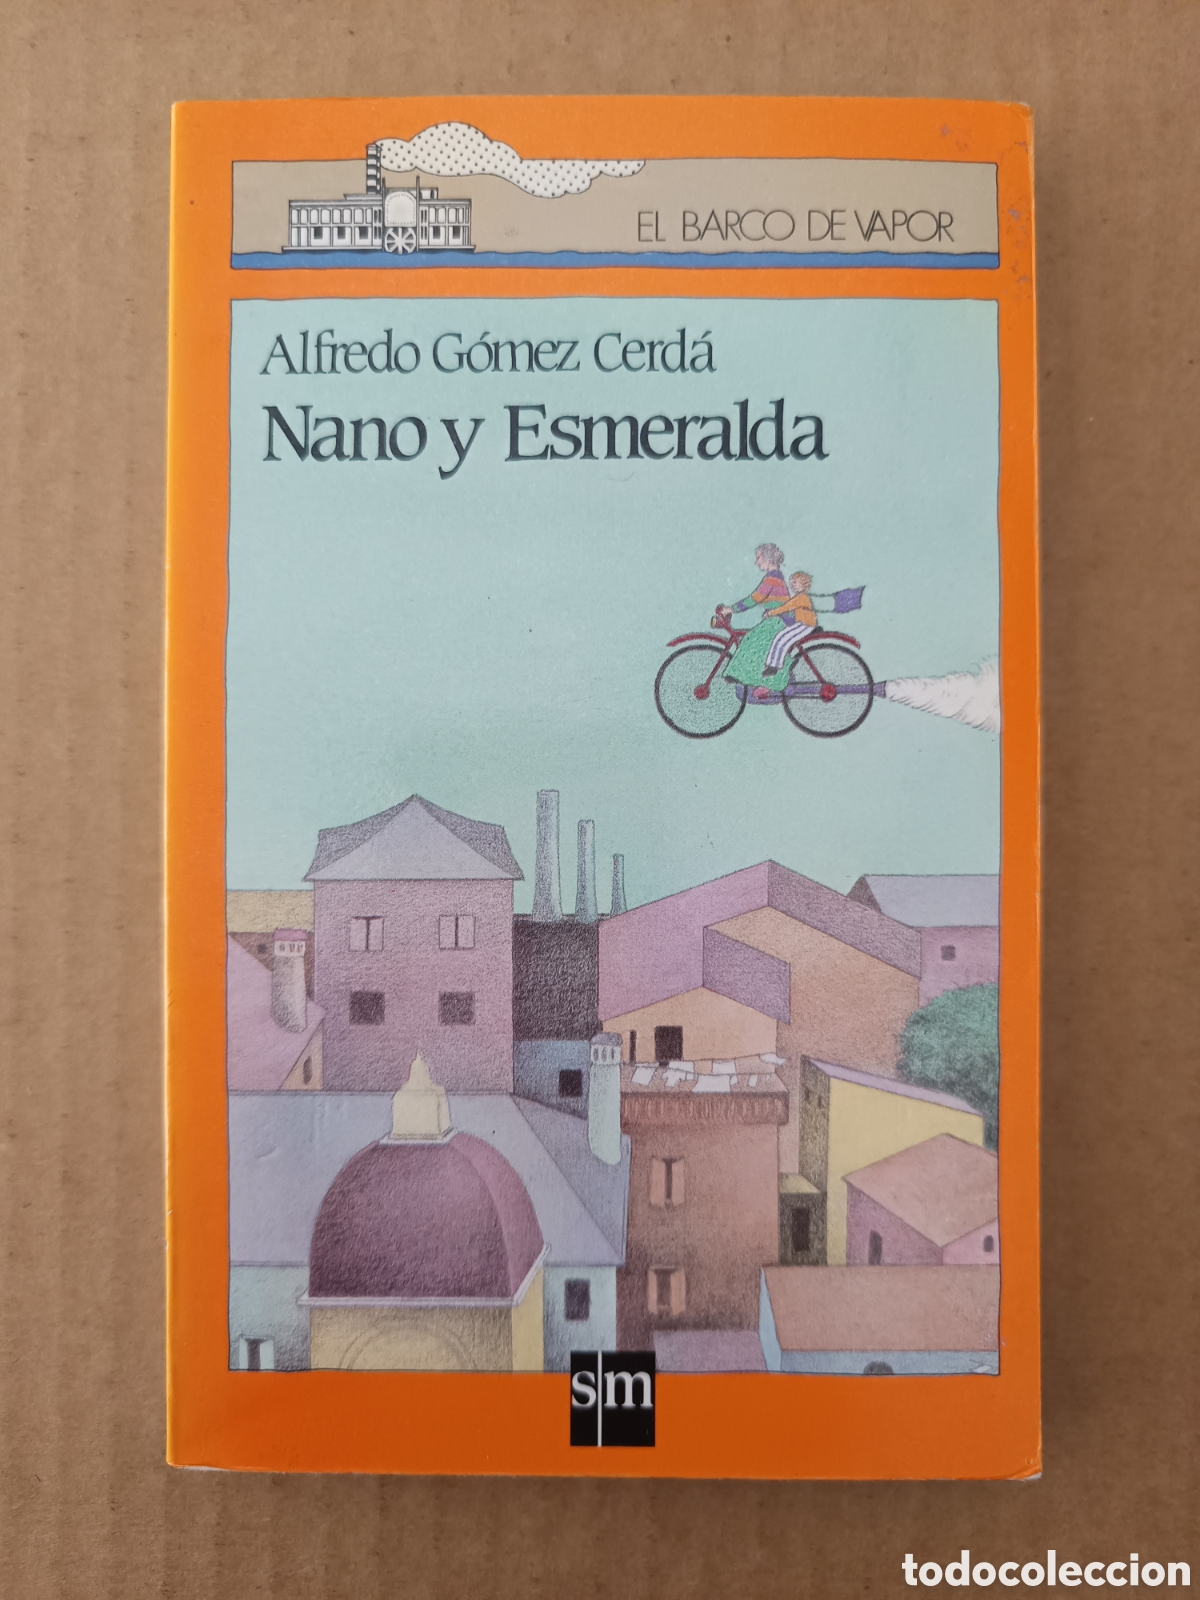 EL BARCO DE VAPOR
Alfredo Gómez Cerdá
Nano y Esmeralda
sm
todocoleccion